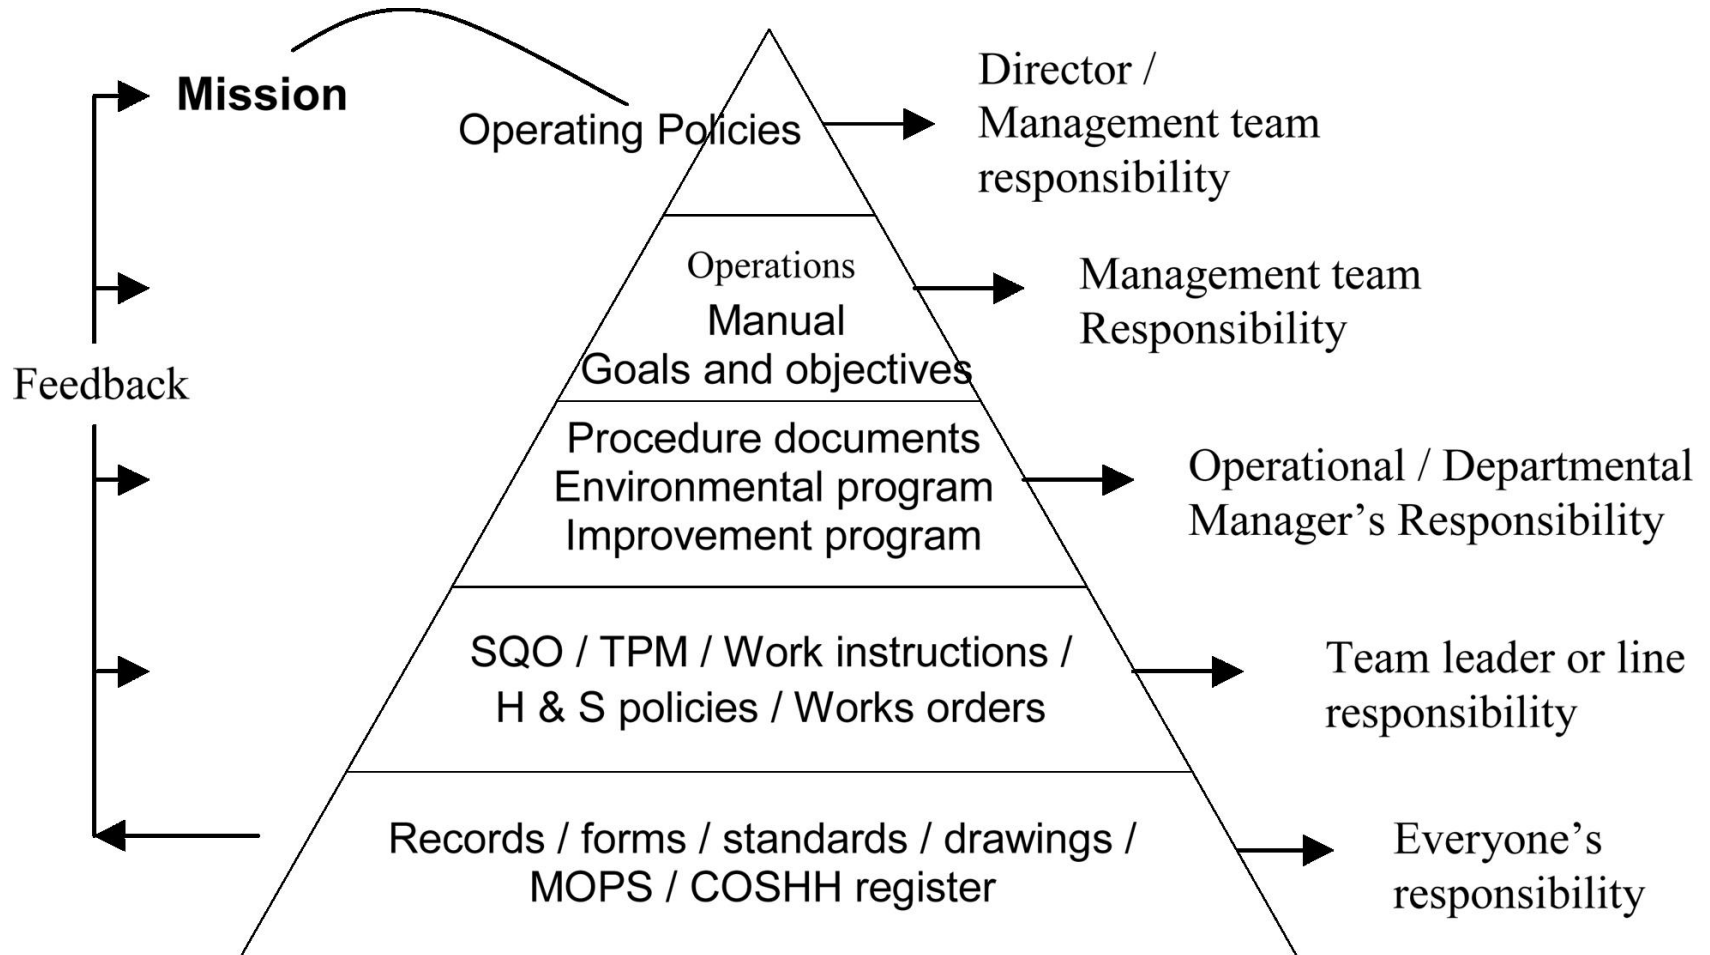 Mission
Operating Policies
Director /
Management team
responsibility
Operations
Manual
Goals and objectives
Management team
Responsibility
Feedback
Procedure documents
Environmental program
Improvement program
Operational / Departmental
Manager’s Responsibility
SQO / TPM / Work instructions /
H & S policies / Works orders
Team leader or line
responsibility
Records / forms / standards / drawings /
MOPS / COSHH register
Everyone’s
responsibility